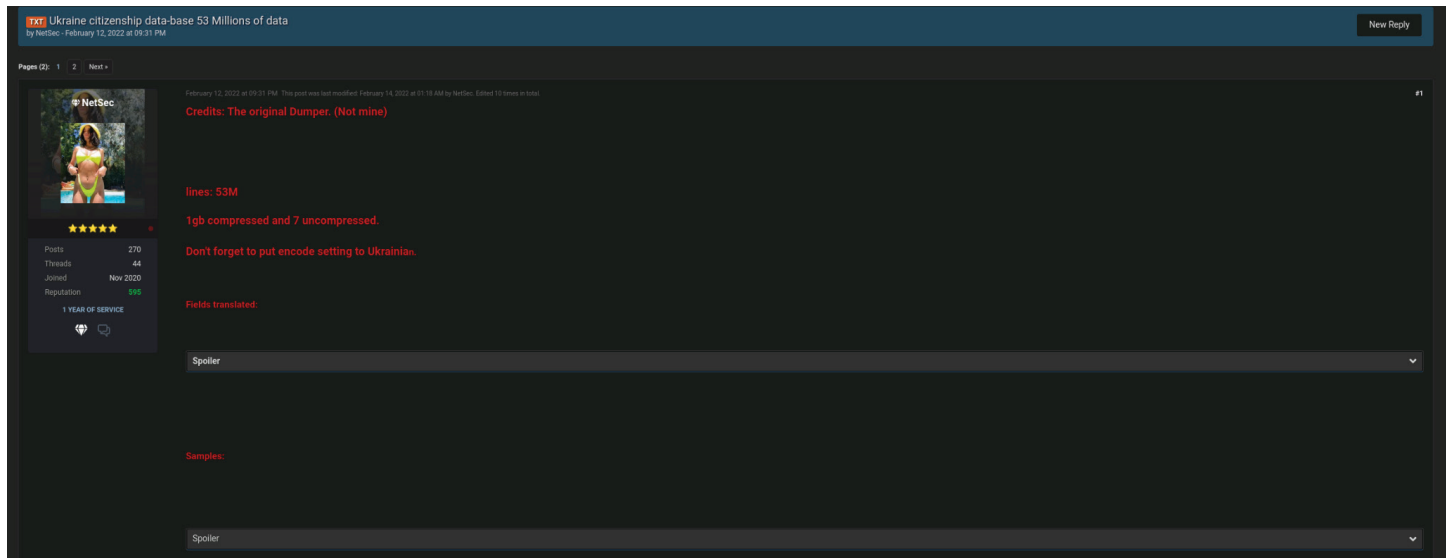 TXT Ukraine citizenship data-base 53 Millions of data
by NetSec - February 12, 2022 at 09:31 PM
New Reply
Pages (2): 1 2 Next »
NetSec
February 12, 2022 at 09:31 PM This post was last modified: February 14, 2022 at 01:18 AM by NetSec. Edited 10 times in total.
#1
Credits: The original Dumper. (Not mine)
lines: 53M
1gb compressed and 7 uncompressed.
Don't forget to put encode setting to Ukrainian.
Posts 270
Threads 44
Joined Nov 2020
Reputation 595
1 YEAR OF SERVICE
Fields translated:
Spoiler
Samples:
Spoiler